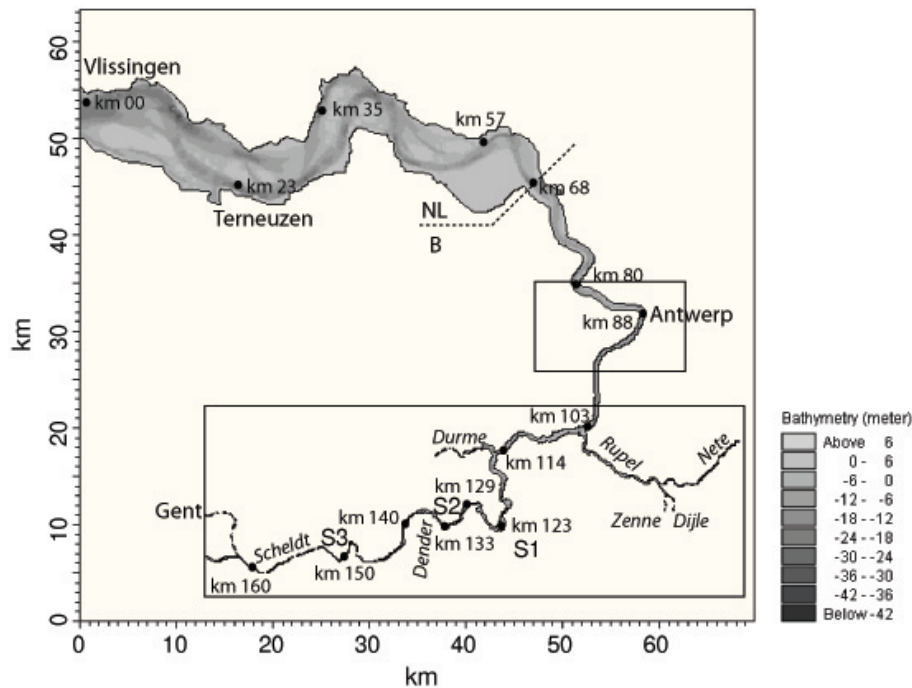 60
50
40
30
20
10
0
km
0 10 20 30 40 50 60
km
Vlissingen
km 00
km 35
km 57
km 23
Terneuzen
km 68
NL
B
km 80
km 88
Antwerp
km 103
Durme
km 114
Rupel
Nete
km 129
S2
Gent
km 140
km 123
Zenne
Dijle
S3
Scheldt
Dender
km 133
S1
km 150
km 160
Bathymetry (meter)
Above 6
0 - 6
-6 - 0
-12 - -6
-18 - -12
-24 - -18
-30 - -24
-36 - -30
-42 - -36
Below -42